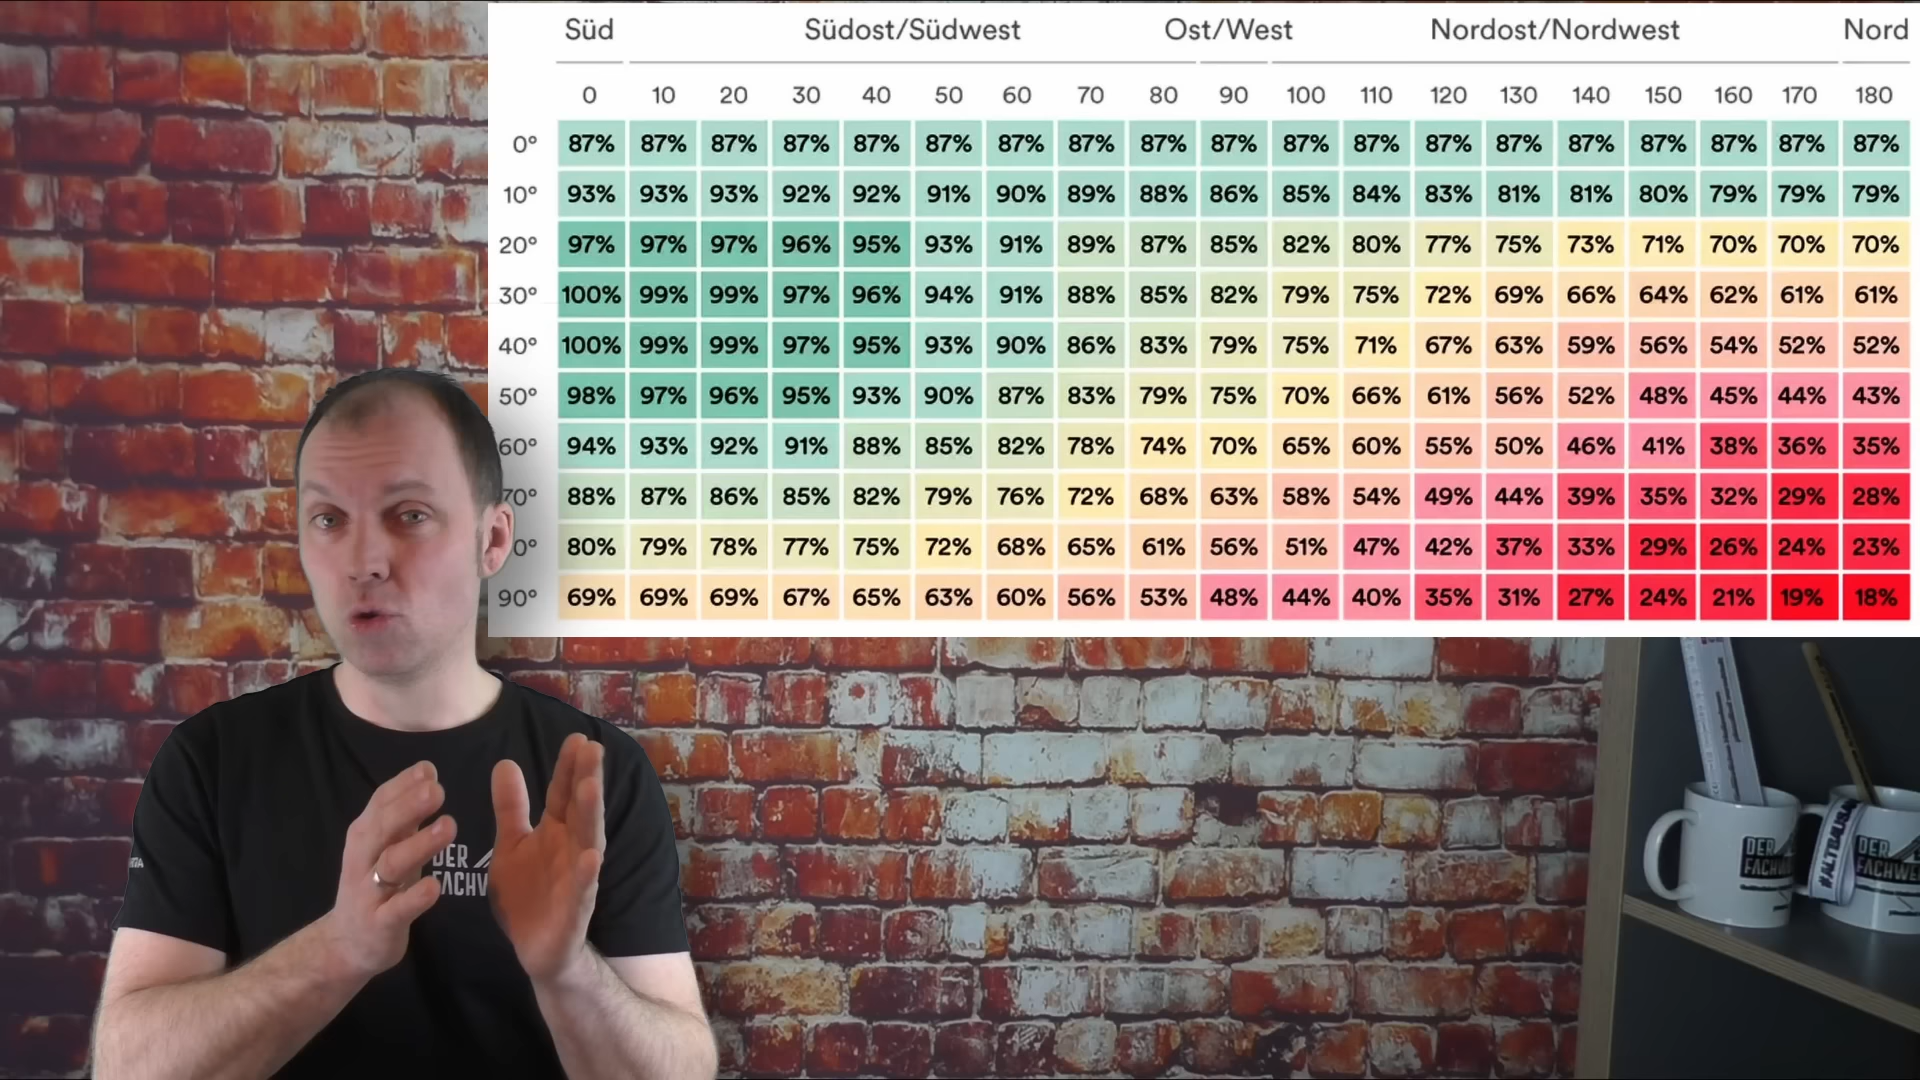 Süd Südost/Südwest Ost/West Nordost/Nordwest Nord
0 10 20 30 40 50 60 70 80 90 100 110 120 130 140 150 160 170 180
0° 87% 87% 87% 87% 87% 87% 87% 87% 87% 87% 87% 87% 87% 87% 87% 87% 87% 87% 87%
10° 93% 93% 93% 92% 92% 91% 90% 89% 88% 86% 85% 84% 83% 81% 81% 80% 79% 79% 79%
20° 97% 97% 97% 96% 95% 93% 91% 89% 87% 85% 82% 80% 77% 75% 73% 71% 70% 70% 70%
30° 100% 99% 99% 97% 96% 94% 91% 88% 85% 82% 79% 75% 72% 69% 66% 64% 62% 61% 61%
40° 100% 99% 99% 97% 95% 93% 90% 86% 83% 79% 75% 71% 67% 63% 59% 56% 54% 52% 52%
50° 98% 97% 96% 95% 93% 90% 87% 83% 79% 75% 70% 66% 61% 56% 52% 48% 45% 44% 43%
60° 94% 93% 92% 91% 88% 85% 82% 78% 74% 70% 65% 60% 55% 50% 46% 41% 38% 36% 35%
70° 88% 87% 86% 85% 82% 79% 76% 72% 68% 63% 58% 54% 49% 44% 39% 35% 32% 29% 28%
0° 80% 79% 78% 77% 75% 72% 68% 65% 61% 56% 51% 47% 42% 37% 33% 29% 26% 24% 23%
90° 69% 69% 69% 67% 65% 63% 60% 56% 53% 48% 44% 40% 35% 31% 27% 24% 21% 19% 18%
DER
FACHW
DER
FACHWE
#ALTBAU
DER
FACHWE